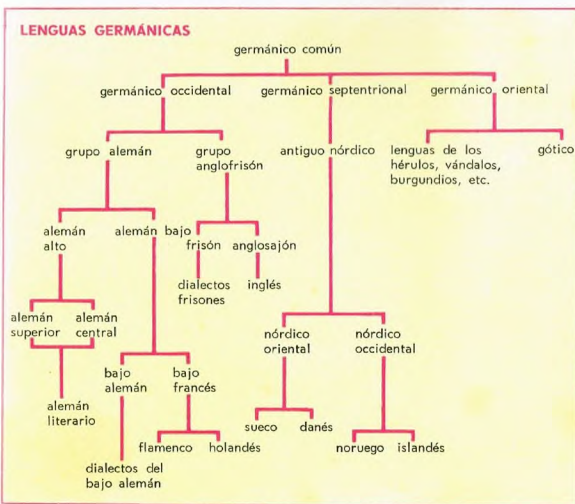 LENGUAS GERMÁNICAS
germánico común
germánico occidental
germánico septentrional
germánico oriental
grupo alemán
grupo
anglofrisón
antiguo nórdico
lenguas de los
hérulos, vándalos,
burgundios, etc.
gótico
alemán
alto
alemán bajo
frisón
anglosajón
dialectos
frisones
inglés
alemán
superior
alemán
central
nórdico
oriental
nórdico
occidental
bajo
alemán
bajo
francés
alemán
literario
sueco
danés
flamenco
holandés
noruego
islandés
dialectos del
bajo alemán